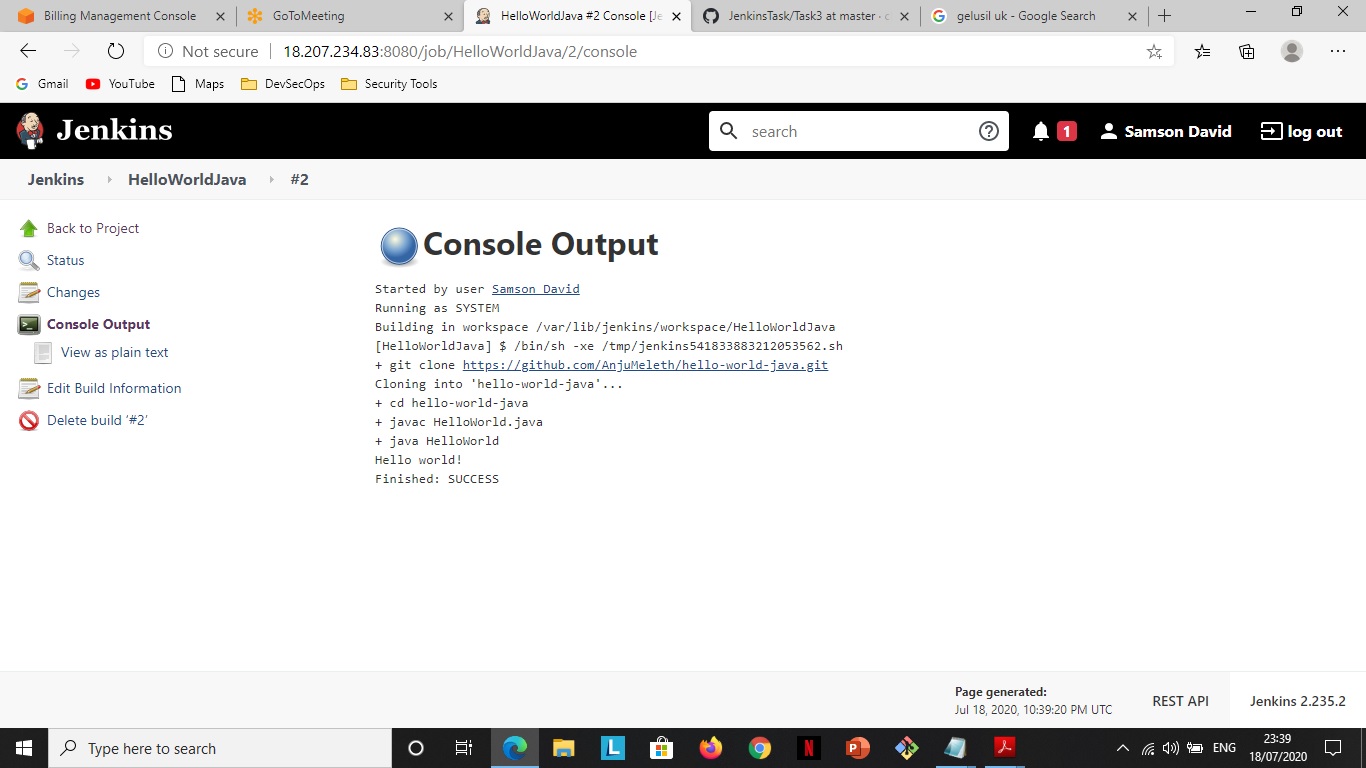 Billing Management Console
GoToMeeting
HelloWorldJava #2 Console [Je
JenkinsTask/Task3 at master · c
gelusil uk - Google Search
Not secure
18.207.234.83:8080/job/HelloWorldJava/2/console
Gmail
YouTube
Maps
DevSecOps
Security Tools
Jenkins
search
1
Samson David
log out
Jenkins
HelloWorldJava
#2
Back to Project
Status
Changes
Console Output
View as plain text
Edit Build Information
Delete build ‘#2’
Console Output
Started by user Samson David
Running as SYSTEM
Building in workspace /var/lib/jenkins/workspace/HelloWorldJava
[HelloWorldJava] $ /bin/sh -xe /tmp/jenkins541833883212053562.sh
+ git clone https://github.com/AnjuMeleth/hello-world-java.git
Cloning into 'hello-world-java'...
+ cd hello-world-java
+ javac HelloWorld.java
+ java HelloWorld
Hello world!
Finished: SUCCESS
Page generated:
Jul 18, 2020, 10:39:20 PM UTC
REST API
Jenkins 2.235.2
Type here to search
ENG
23:39
18/07/2020